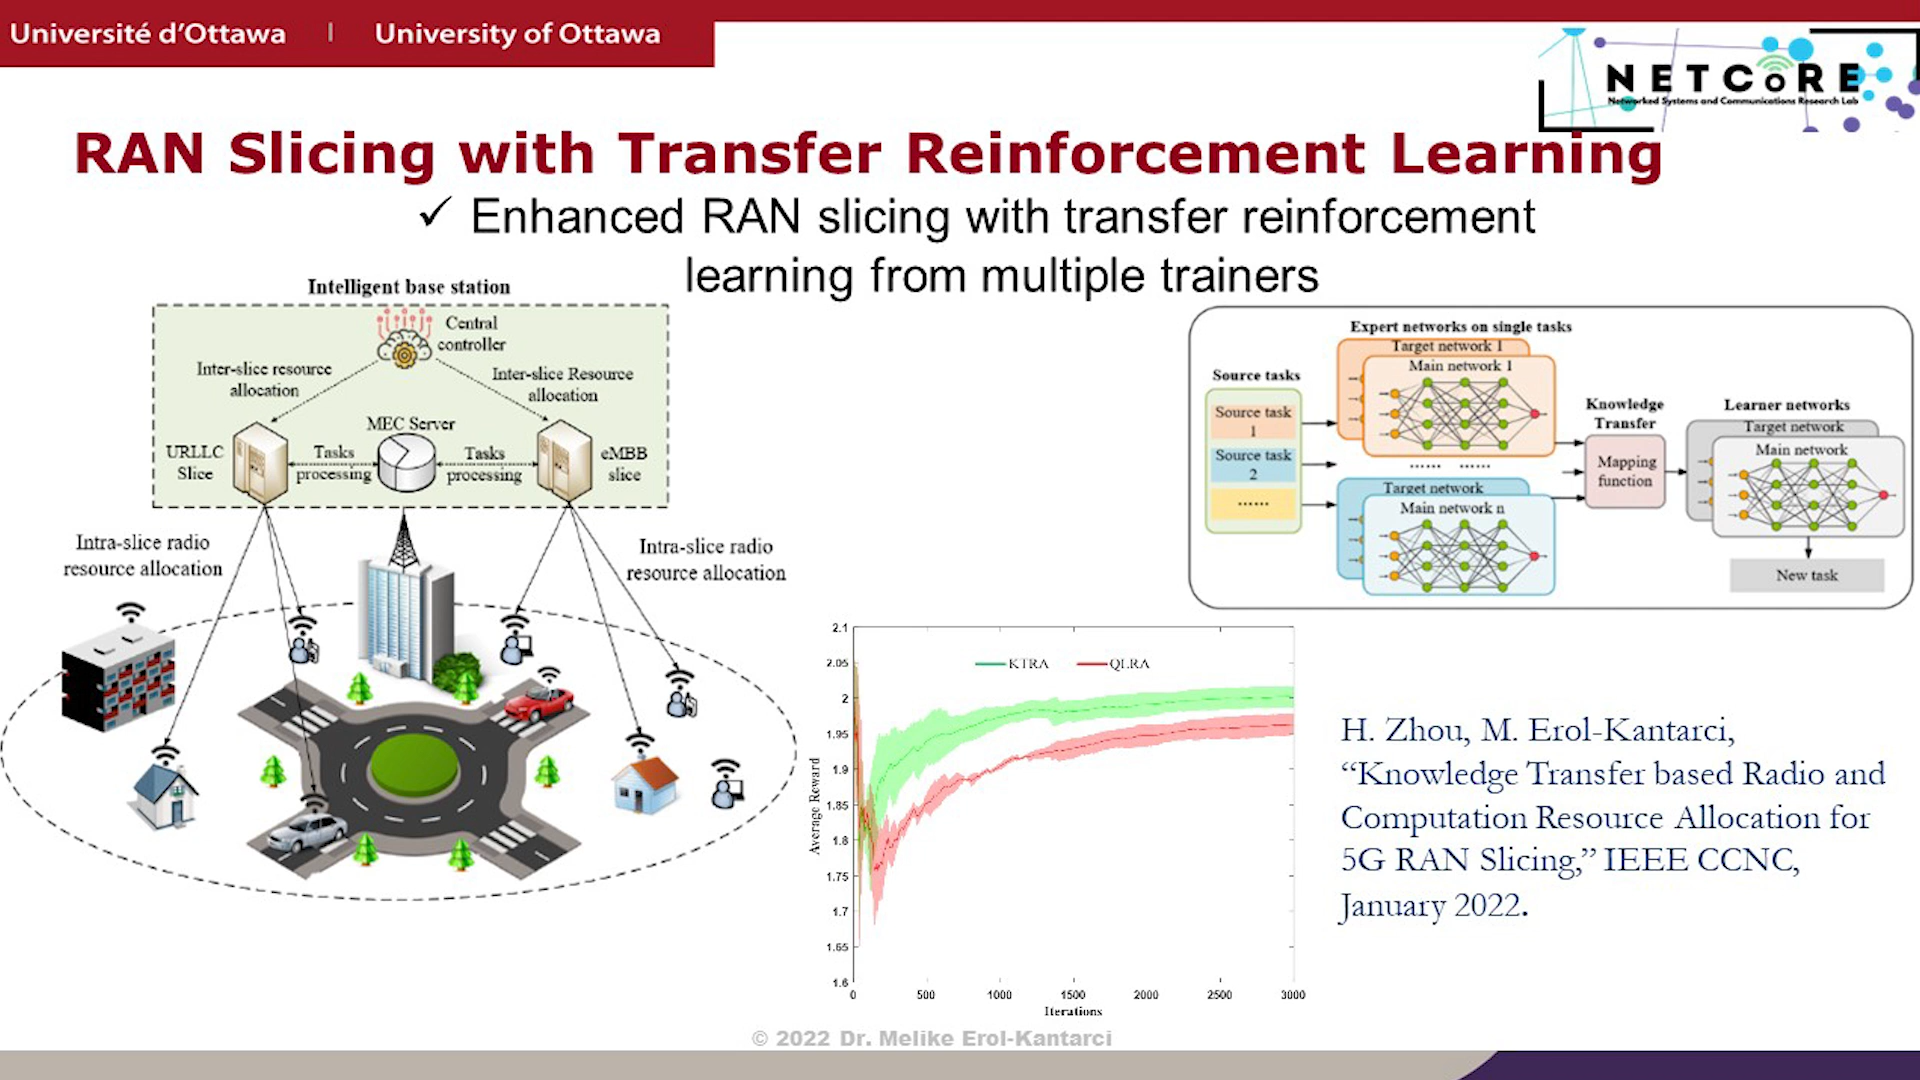 Université d'Ottawa | University of Ottawa
NETCoRE
Networked Systems and Communications Research Lab
RAN Slicing with Transfer Reinforcement Learning
✓ Enhanced RAN slicing with transfer reinforcement
learning from multiple trainers
Intelligent base station
Central
controller
Inter-slice resource
allocation
Inter-slice Resource
allocation
MEC Server
URLLC
Slice
Tasks
processing
Tasks
processing
eMBB
slice
Intra-slice radio
resource allocation
Intra-slice radio
resource allocation
Expert networks on single tasks
Target network 1
Main network 1
Source tasks
Source task
1
Source task
2
......
...... ......
Target network
Main network n
Knowledge
Transfer
Mapping
function
Learner networks
Target network
Main network
New task
2.1
2.05
2
1.95
1.9
1.85
1.8
1.75
1.7
1.65
1.6
Average Reward
KTRA
QLRA
0 500 1000 1500 2000 2500 3000
Iterations
H. Zhou, M. Erol-Kantarci,
“Knowledge Transfer based Radio and
Computation Resource Allocation for
5G RAN Slicing,” IEEE CCNC,
January 2022.
© 2022 Dr. Melike Erol-Kantarci